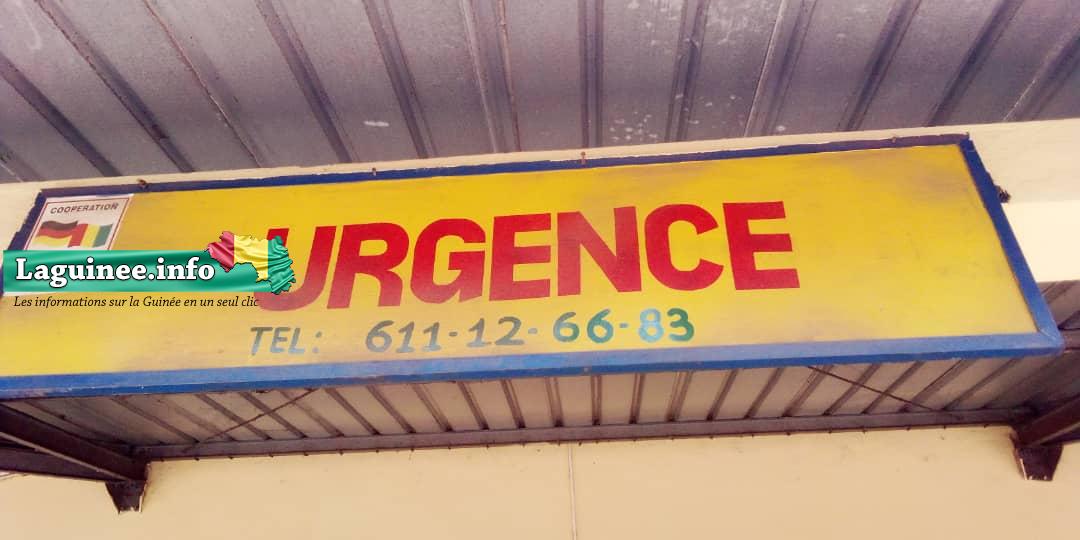 COOPERATION
URGENCE
TEL: 611-12-66-83
Laguinee.info
Les informations sur la Guinée en un seul clic